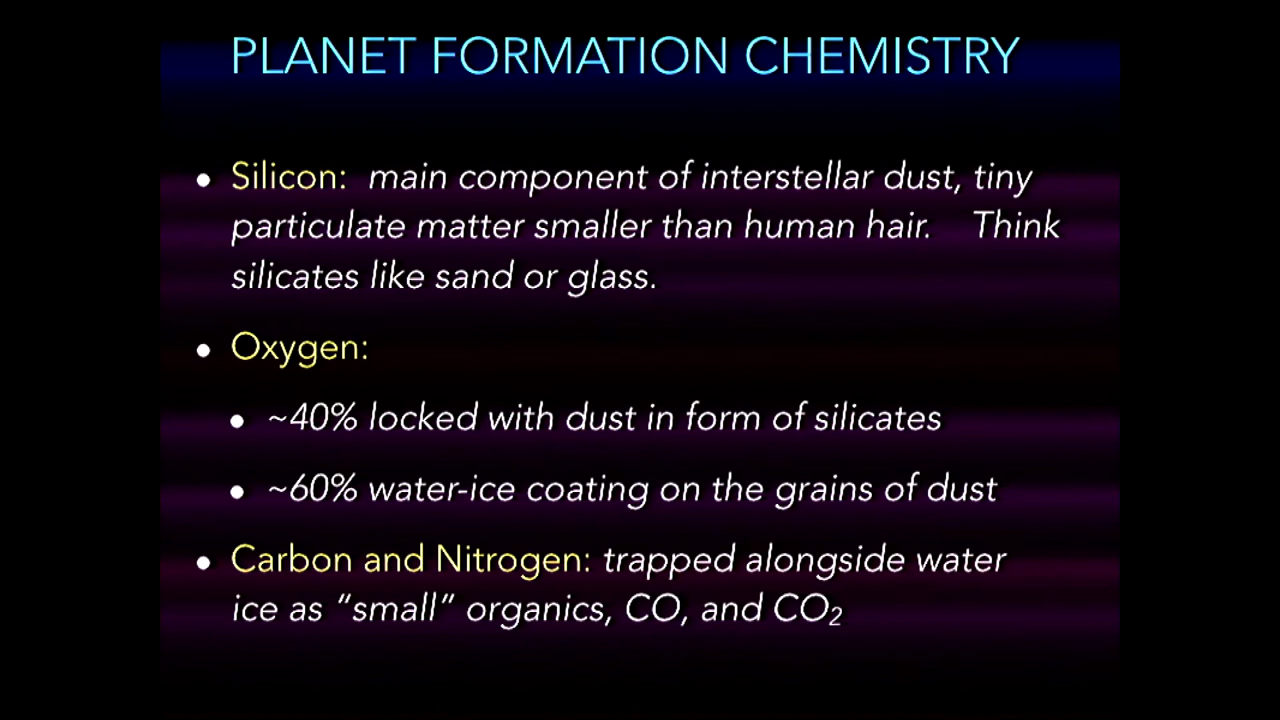 PLANET FORMATION CHEMISTRY
• Silicon: main component of interstellar dust, tiny
particulate matter smaller than human hair. Think
silicates like sand or glass.
• Oxygen:
• ~40% locked with dust in form of silicates
• ~60% water-ice coating on the grains of dust
• Carbon and Nitrogen: trapped alongside water
ice as “small” organics, CO, and CO₂